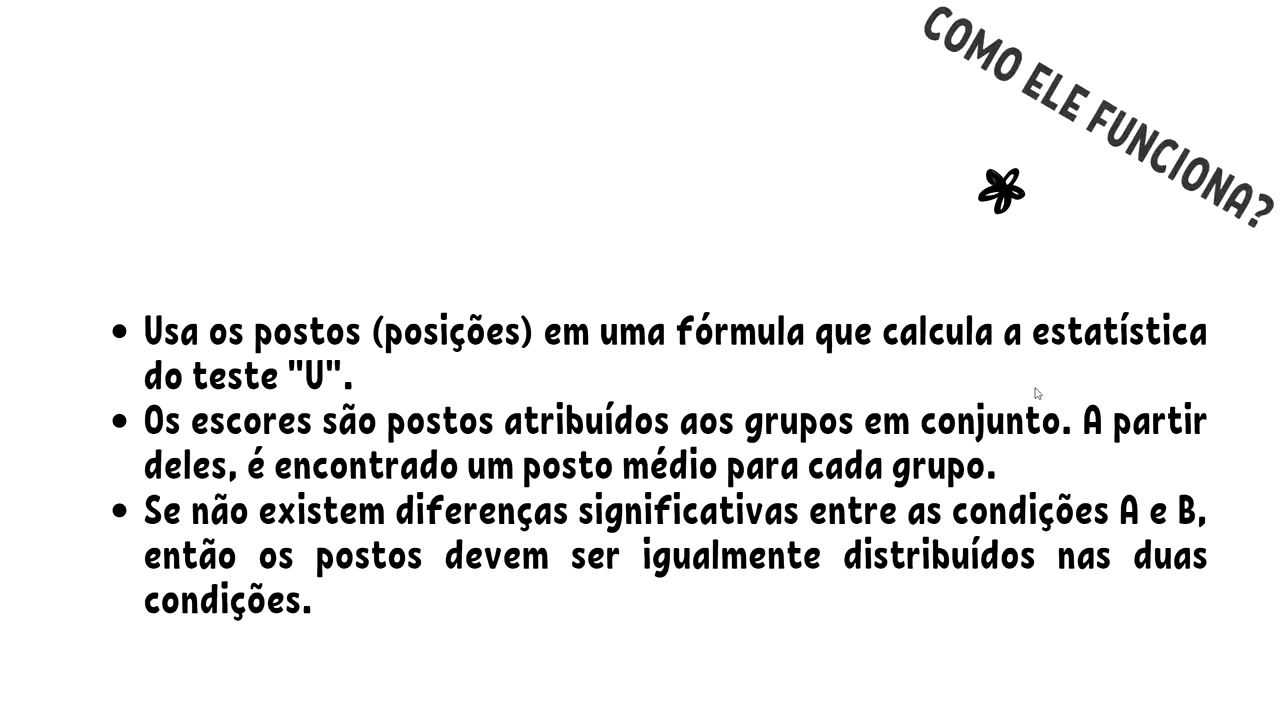 COMO ELE FUNCIONA?
• Usa os postos (posições) em uma fórmula que calcula a estatística
do teste "U".
• Os escores são postos atribuídos aos grupos em conjunto. A partir
deles, é encontrado um posto médio para cada grupo.
• Se não existem diferenças significativas entre as condições A e B,
então os postos devem ser igualmente distribuídos nas duas
condições.